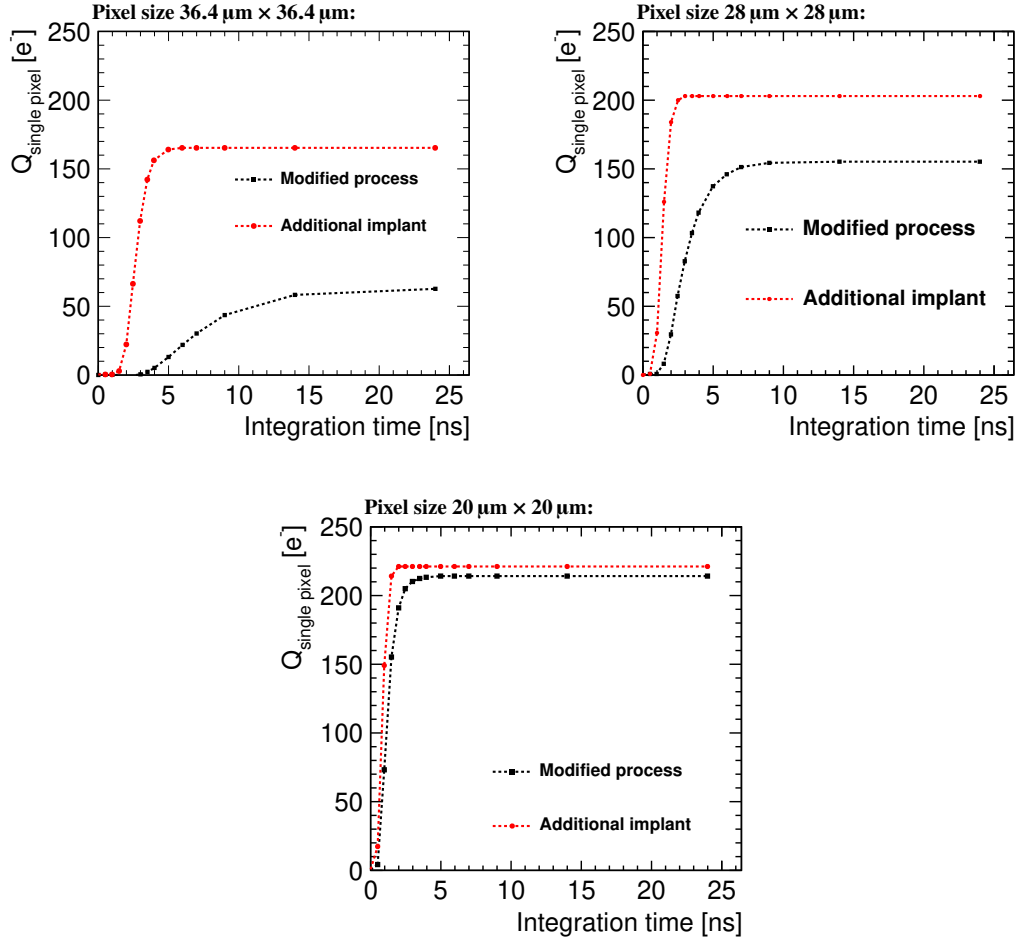 Pixel size 36.4 µm × 36.4 µm:
250
200
150
100
50
0
Q single pixel [e-]
Modified process
Additional implant
0 5 10 15 20 25
Integration time [ns]
Pixel size 28 µm × 28 µm:
250
200
150
100
50
0
Q single pixel [e-]
Modified process
Additional implant
0 5 10 15 20 25
Integration time [ns]
Pixel size 20 µm × 20 µm:
250
200
150
100
50
0
Q single pixel [e-]
Modified process
Additional implant
0 5 10 15 20 25
Integration time [ns]